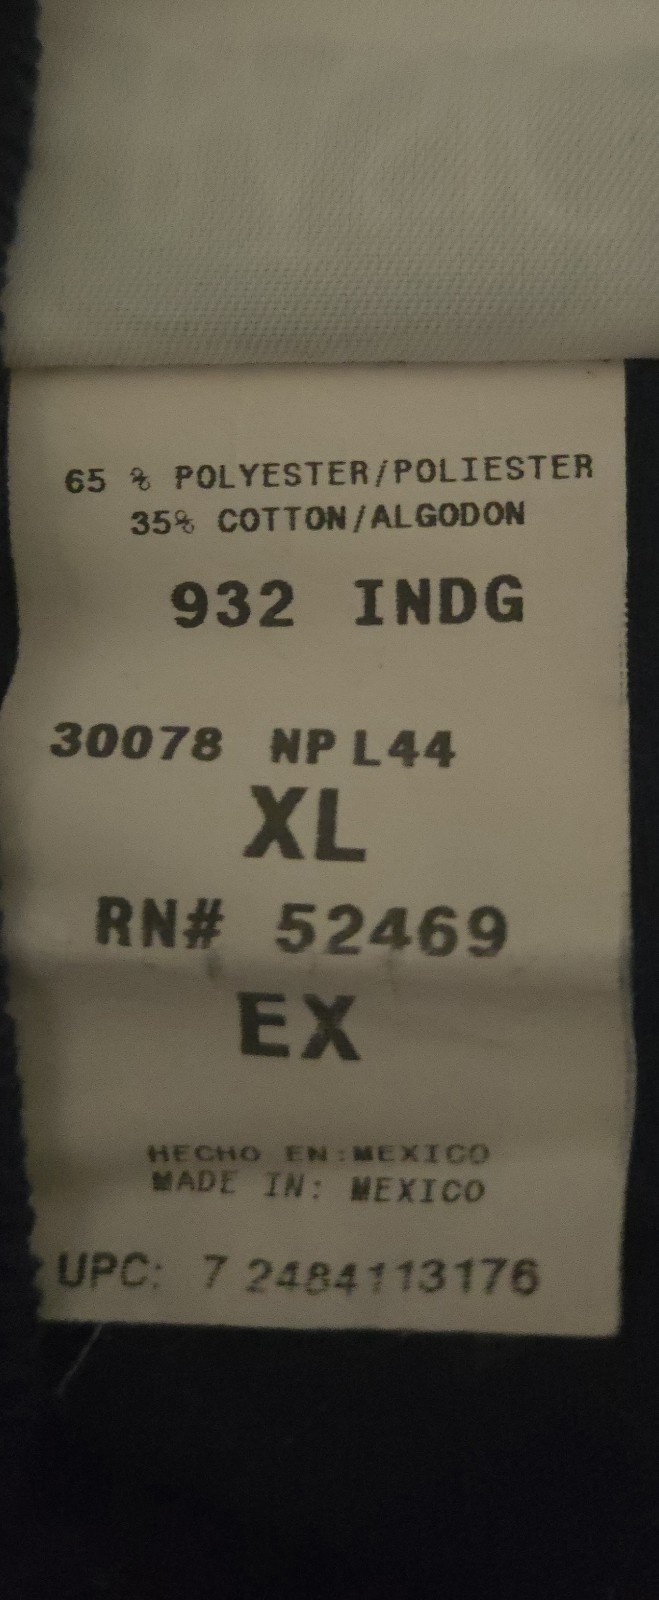 65 % POLYESTER/POLIESTER
35% COTTON/ALGODON
932 INDG
30078 NP L44
XL
RN# 52469
EX
HECHO EN:MEXICO
MADE IN: MEXICO
UPC: 7 2484113176